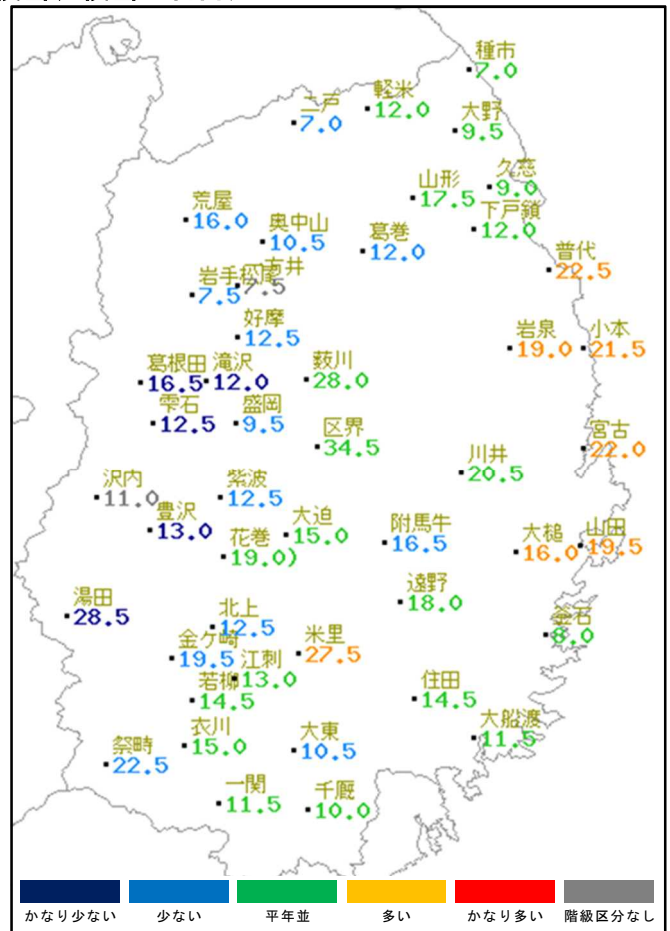 種市
7.0
軽米
12.0
二戸
7.0
大野
9.5
久慈
9.0
山形
17.5
下戸鎖
12.0
荒屋
16.0
奥中山
10.5
葛巻
12.0
普代
22.5
岩手松尾
7.5
7.5
好摩
12.5
岩泉
19.0
小本
21.5
葛根田
16.5
滝沢
12.0
薮川
28.0
雫石
12.5
盛岡
9.5
区界
34.5
宮古
22.0
川井
20.5
沢内
11.0
紫波
12.5
豊沢
13.0
花巻
19.0)
大迫
15.0
附馬牛
16.5
大槌
16.0
山田
19.5
遠野
18.0
湯田
28.5
釜石
8.0
北上
12.5
金ケ崎
19.5
米里
27.5
江刺
13.0
若柳
14.5
住田
14.5
大船渡
11.5
衣川
15.0
大東
10.5
祭畤
22.5
一関
11.5
千厩
10.0
かなり少ない 少ない 平年並 多い かなり多い 階級区分なし